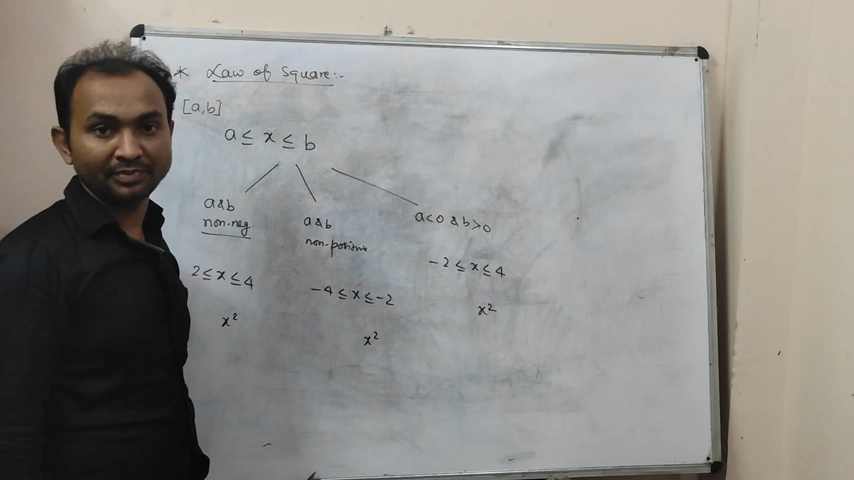 * Law of Square:-
[a,b]
a ≤ x ≤ b
a&b
non-neg
a&b
non-positive
a<0 & b>0
2 ≤ x ≤ 4
-4 ≤ x ≤ -2
-2 ≤ x ≤ 4
x²
x²
x²